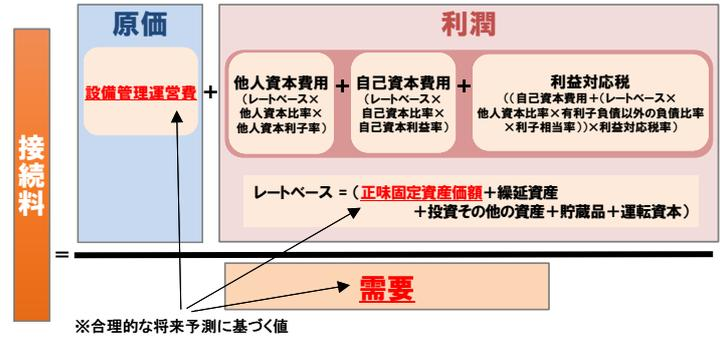 接続料
=
原価
設備管理運営費
+
利潤
他人資本費用
(レートベース×
他人資本比率×
他人資本利子率)
+
自己資本費用
(レートベース×
自己資本比率×
自己資本利益率)
+
利益対応税
((自己資本費用+(レートベース×
他人資本比率×有利子負債以外の負債比率
×利子相当率))×利益対応税率)
レートベース =(正味固定資産価額+繰延資産
+投資その他の資産+貯蔵品+運転資本)
需要
※合理的な将来予測に基づく値